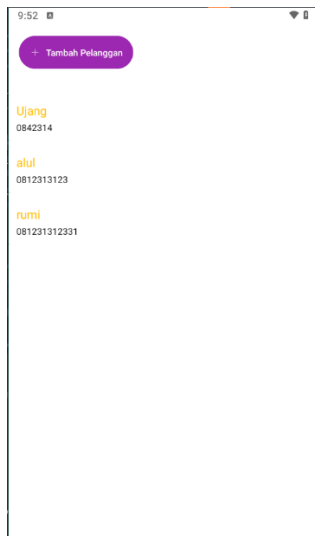 9:52
+ Tambah Pelanggan
Ujang
0842314
alul
0812313123
rumi
081231312331